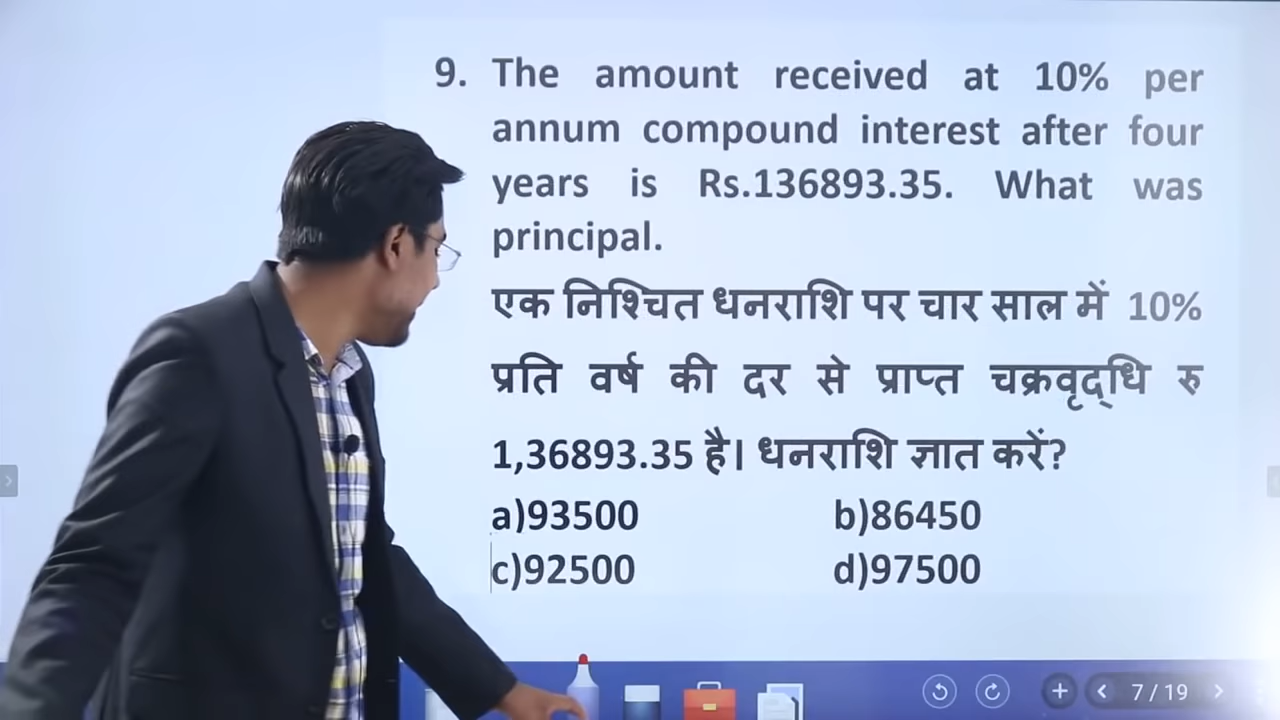 9. The amount received at 10% per
annum compound interest after four
years is Rs.136893.35. What was
principal.
एक निश्चित धनराशि पर चार साल में 10%
प्रति वर्ष की दर से प्राप्त चक्रवृद्धि रु
1,36893.35 है। धनराशि ज्ञात करें?
a)93500 b)86450
c)92500 d)97500
7 / 19